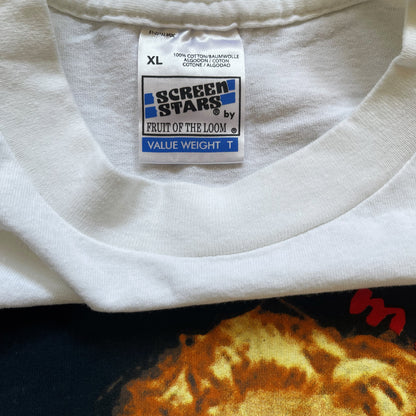 XL
100% COTTON/BAUMWOLLE
ALGODON / COTON
COTONE / ALGODAO
SCREEN
STARS ®
by
FRUIT OF THE LOOM ®
VALUE WEIGHT T